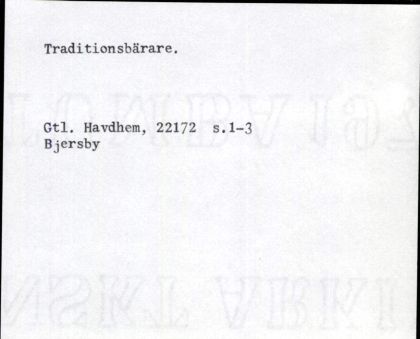 Traditionsbärare.
Gtl. Havdhem, 22172 s.1-3
Bjersby